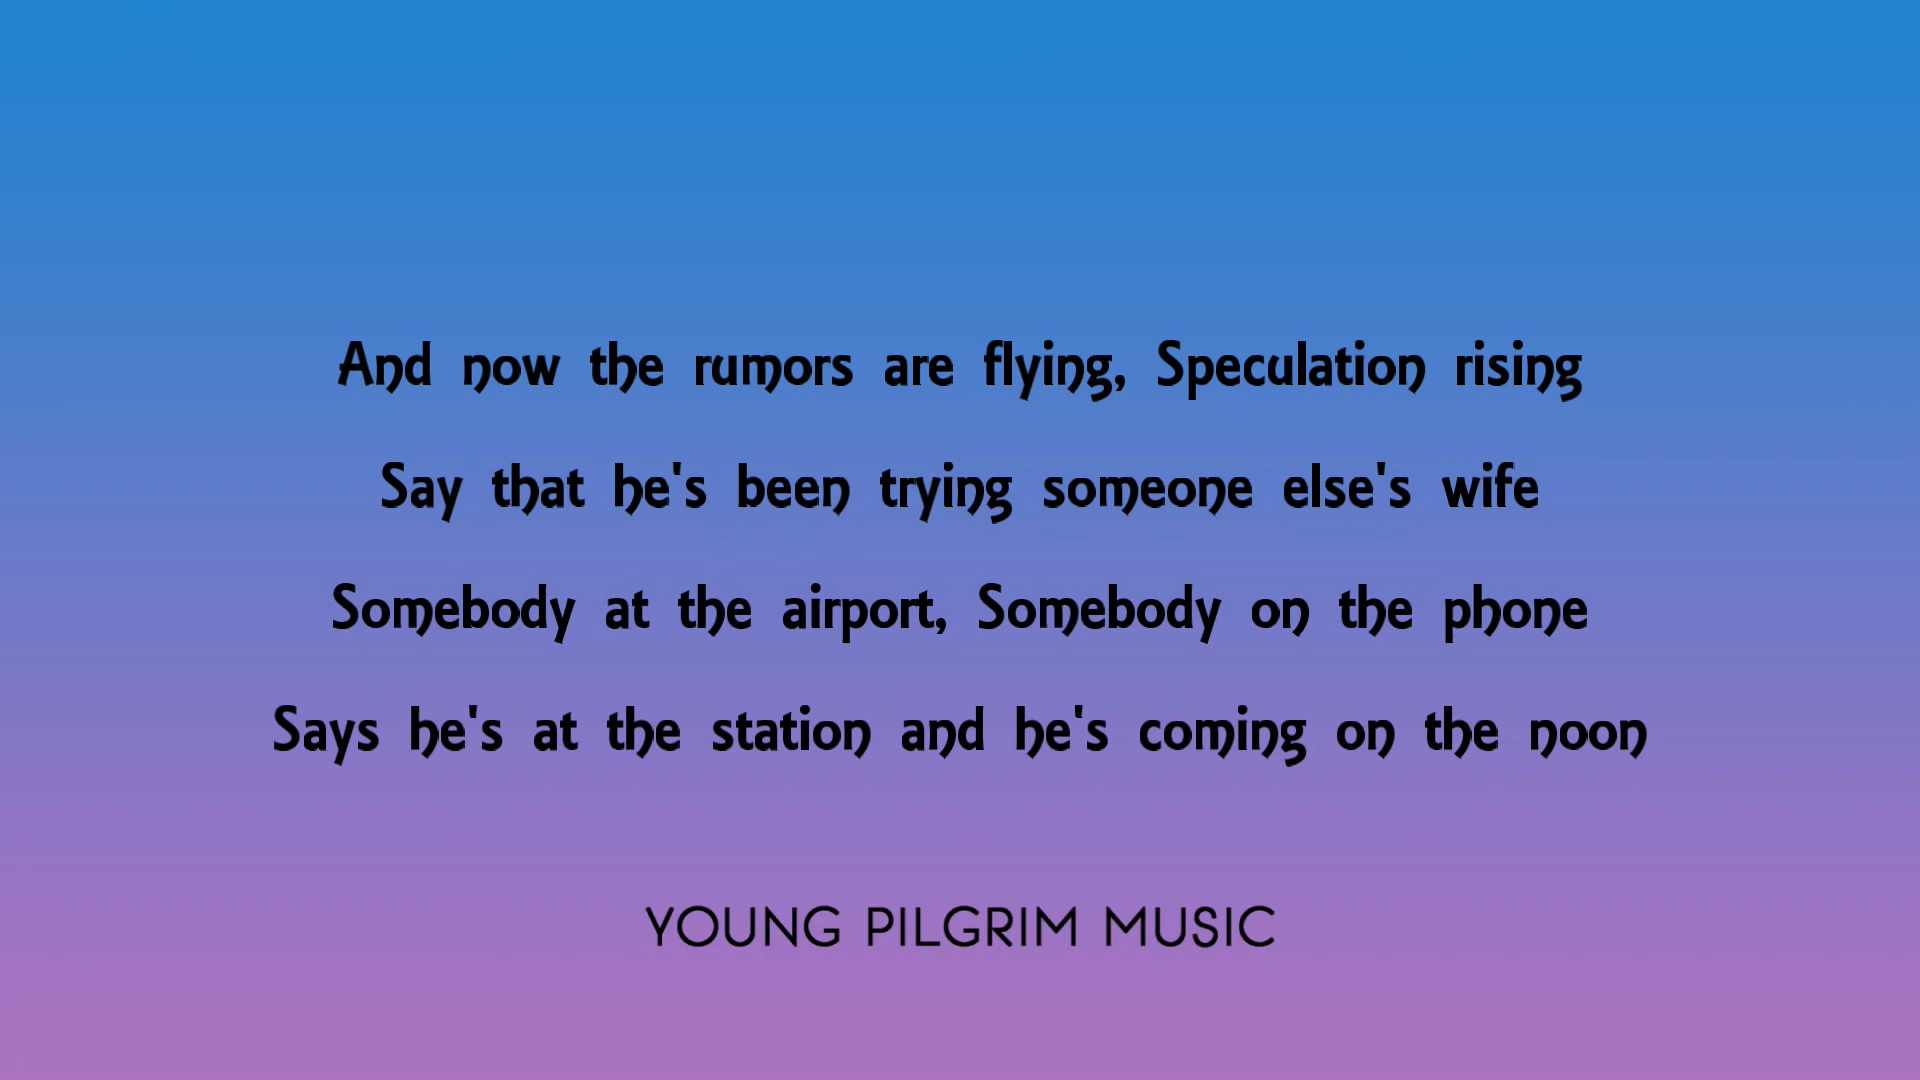 And now the rumors are flying, Speculation rising
Say that he's been trying someone else's wife
Somebody at the airport, Somebody on the phone
Says he's at the station and he's coming on the noon
YOUNG PILGRIM MUSIC